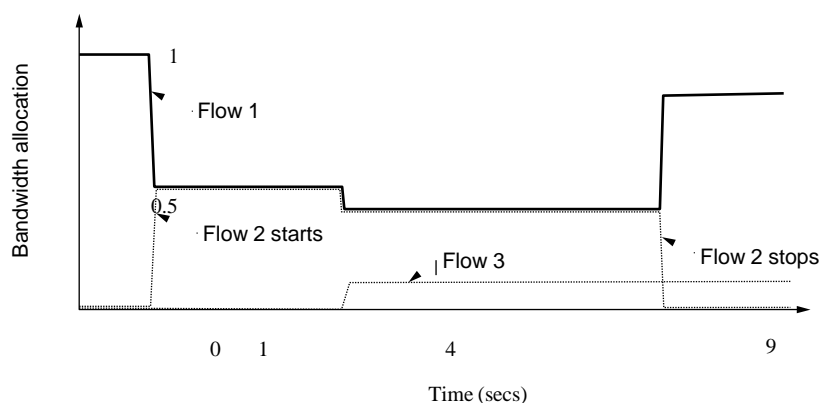 Bandwidth allocation
1
Flow 1
0.5
Flow 2 starts
Flow 3
Flow 2 stops
0 1 4 9
Time (secs)